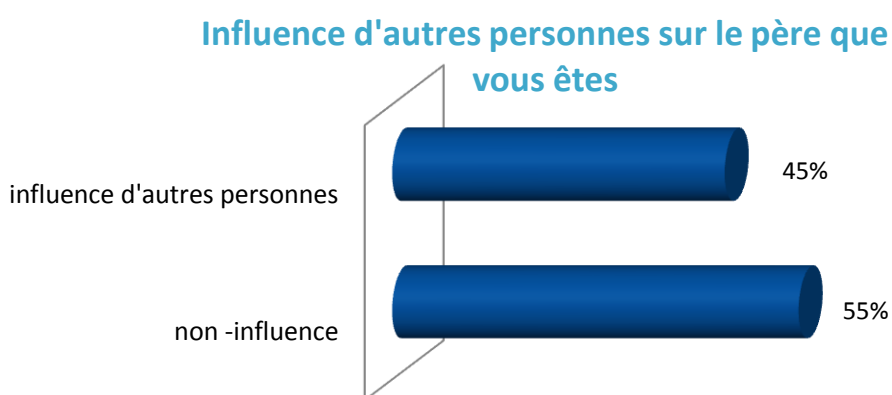 Influence d'autres personnes sur le père que
vous êtes
influence d'autres personnes
45%
non -influence
55%